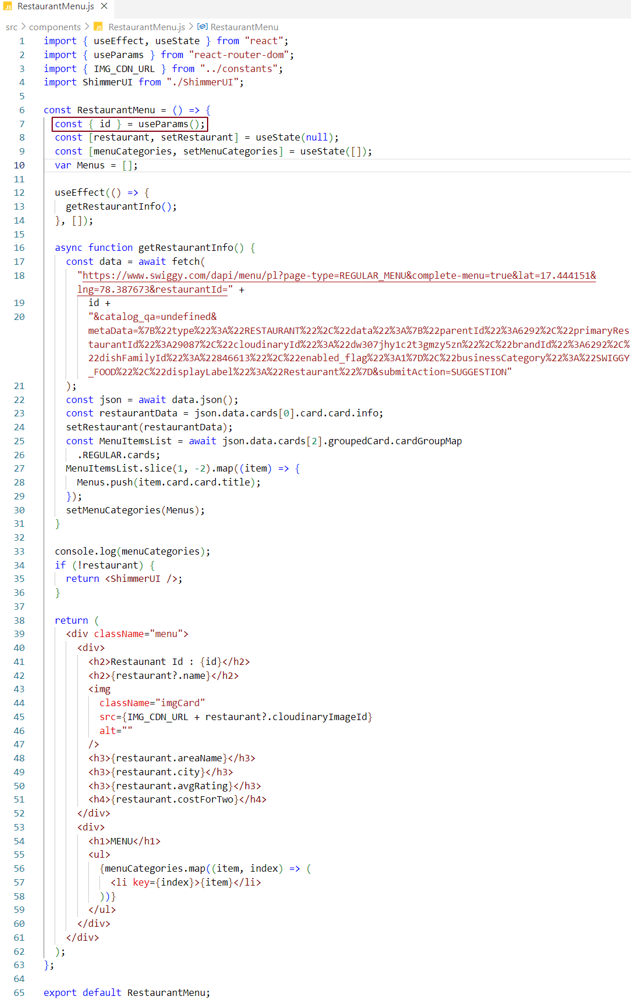 JS RestaurantMenu.js ×
src > components > JS RestaurantMenu.js > RestaurantMenu
1 import { useEffect, useState } from "react";
2 import { useParams } from "react-router-dom";
3 import { IMG_CDN_URL } from "../constants";
4 import ShimmerUI from "./ShimmerUI";
5
6 const RestaurantMenu = () => {
7 const { id } = useParams();
8 const [restaurant, setRestaurant] = useState(null);
9 const [menuCategories, setMenuCategories] = useState([]);
10 var Menus = [];
11
12 useEffect(() => {
13 getRestaurantInfo();
14 }, []);
15
16 async function getRestaurantInfo() {
17 const data = await fetch(
18 "https://www.swiggy.com/dapi/menu/pl?page-type=REGULAR_MENU&complete-menu=true&lat=17.444151&
lng=78.387673&restaurantId=" +
19 id +
20 "&catalog_qa=undefined&
metaData=%7B%22type%22%3A%22RESTAURANT%22%2C%22data%22%3A%7B%22parentId%22%3A6292%2C%22primaryRes
taurantId%22%3A29087%2C%22cloudinaryId%22%3A%22dw307jhy1c2t3gmzy5zn%22%2C%22brandId%22%3A6292%2C%
22dishFamilyId%22%3A%22846613%22%2C%22enabled_flag%22%3A1%7D%2C%22businessCategory%22%3A%22SWIGGY
_FOOD%22%2C%22displayLabel%22%3A%22Restaurant%22%7D&submitAction=SUGGESTION"
21 );
22 const json = await data.json();
23 const restaurantData = json.data.cards[0].card.card.info;
24 setRestaurant(restaurantData);
25 const MenuItemsList = await json.data.cards[2].groupedCard.cardGroupMap
26 .REGULAR.cards;
27 MenuItemsList.slice(1, -2).map((item) => {
28 Menus.push(item.card.card.title);
29 });
30 setMenuCategories(Menus);
31 }
32
33 console.log(menuCategories);
34 if (!restaurant) {
35 return <ShimmerUI />;
36 }
37
38 return (
39 <div className="menu">
40 <div>
41 <h2>Restaunant Id : {id}</h2>
42 <h2>{restaurant?.name}</h2>
43 <img
44 className="imgCard"
45 src={IMG_CDN_URL + restaurant?.cloudinaryImageId}
46 alt=""
47 />
48 <h3>{restaurant.areaName}</h3>
49 <h3>{restaurant.city}</h3>
50 <h3>{restaurant.avgRating}</h3>
51 <h4>{restaurant.costForTwo}</h4>
52 </div>
53 <div>
54 <h1>MENU</h1>
55 <ul>
56 {menuCategories.map((item, index) => (
57 <li key={index}>{item}</li>
58 ))}
59 </ul>
60 </div>
61 </div>
62 );
63 };
64
65 export default RestaurantMenu;